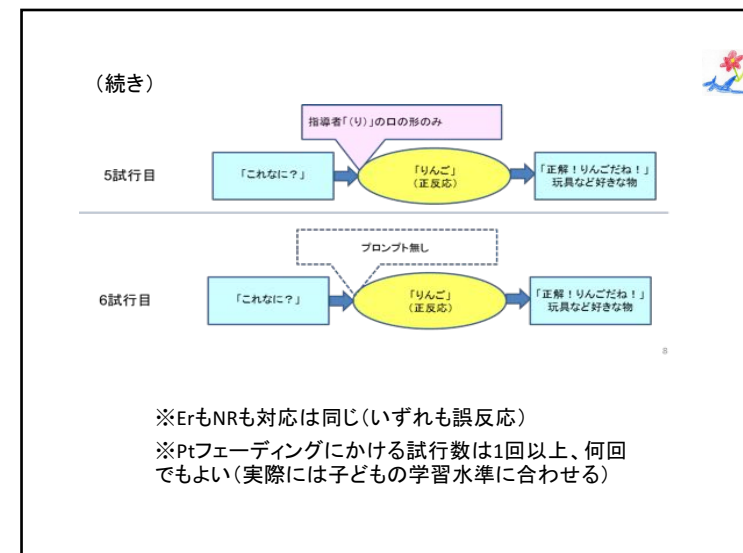 （続き）
指導者「（り）」の口の形のみ
5試行目
「これなに？」
「りんご」
（正反応）
「正解！りんごだね！」
玩具など好きな物
プロンプト無し
6試行目
「これなに？」
「りんご」
（正反応）
「正解！りんごだね！」
玩具など好きな物
8
※ErもNRも対応は同じ（いずれも誤反応）
※Ptフェーディングにかける試行数は1回以上、何回
でもよい（実際には子どもの学習水準に合わせる）